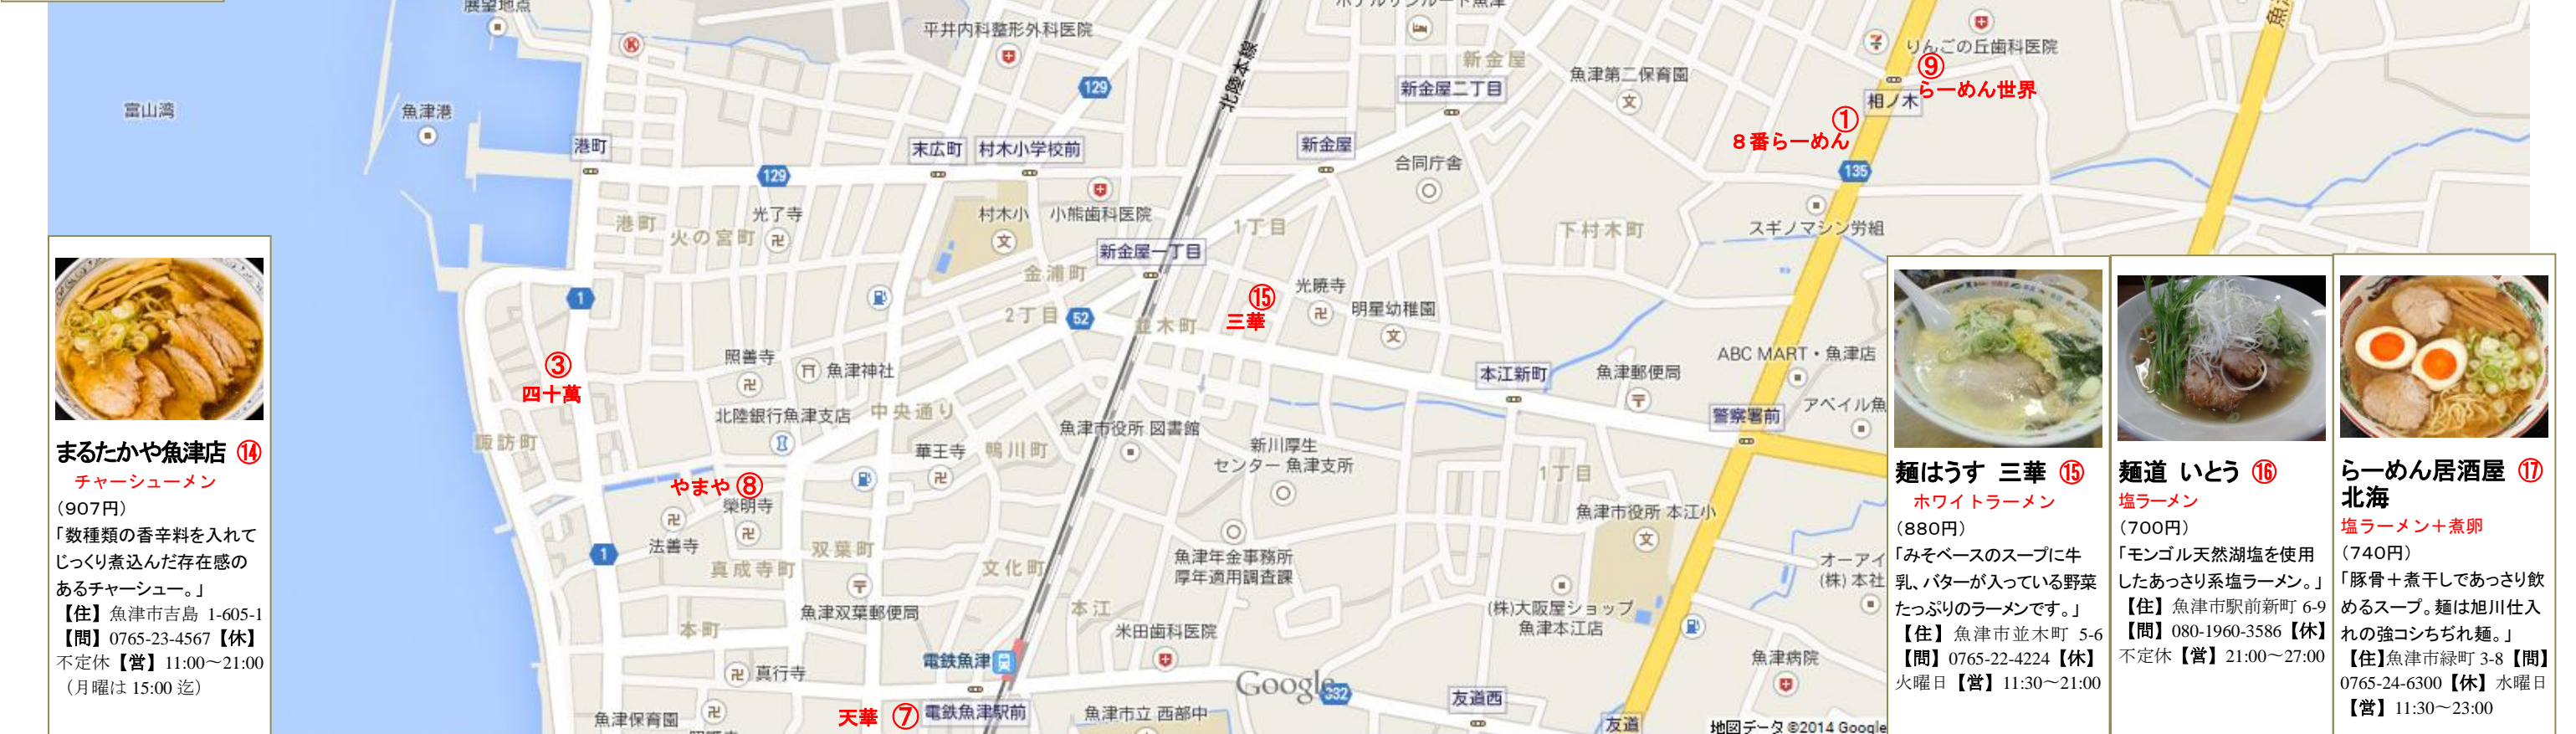 展望地点
平井内科整形外科医院
ホテルサンルート魚津
北陸本線
新金屋
新金屋二丁目
魚津第二保育園
りんごの丘歯科医院
⑨
らーめん世界
相ノ木
①
８番らーめん
富山湾
魚津港
129
港町
末広町
村木小学校前
新金屋
合同庁舎
129
135
港町
火の宮町
光了寺
村木小
小熊歯科医院
1丁目
下村木町
スギノマシン労組
新金屋一丁目
金浦町
⑮
三華
光暁寺
明星幼稚園
1
2丁目
52
並木町
③
四十萬
照善寺
魚津神社
本江新町
魚津郵便局
ABC MART・魚津店
アベイル魚
警察署前
北陸銀行魚津支店
中央通り
諏訪町
華王寺
鴨川町
魚津市役所 図書館
新川厚生
センター 魚津支所
1丁目
やまや ⑧
榮明寺
法善寺
魚津市役所 本江小
1
双葉町
真成寺町
文化町
魚津年金事務所
厚年適用調査課
オーアイ
(株) 本社
魚津双葉郵便局
本江
(株)大阪屋ショップ
魚津本江店
本町
米田歯科医院
電鉄魚津
真行寺
魚津病院
Google
332
友道西
天華 ⑦
電鉄魚津駅前
魚津保育園
魚津市立 西部中
友道
地図データ ©2014 Google
まるたかや魚津店 ⑭
チャーシューメン
（907円）
「数種類の香辛料を入れて
じっくり煮込んだ存在感の
あるチャーシュー。」
【住】魚津市吉島 1-605-1
【問】0765-23-4567【休】
不定休【営】11:00～21:00
（月曜は 15:00 迄）
麺はうす 三華 ⑮
ホワイトラーメン
（880円）
「みそベースのスープに牛
乳、バターが入っている野菜
たっぷりのラーメンです。」
【住】魚津市並木町 5-6
【問】0765-22-4224【休】
火曜日【営】11:30～21:00
麺道 いとう ⑯
塩ラーメン
（700円）
「モンゴル天然湖塩を使用
したあっさり系塩ラーメン。」
【住】魚津市駅前新町 6-9
【問】080-1960-3586【休】
不定休【営】21:00～27:00
らーめん居酒屋 ⑰
北海
塩ラーメン＋煮卵
（740円）
「豚骨＋煮干しであっさり飲
めるスープ。麺は旭川仕入
れの強コシちぢれ麺。」
【住】魚津市緑町 3-8【問】
0765-24-6300【休】水曜日
【営】11:30～23:00